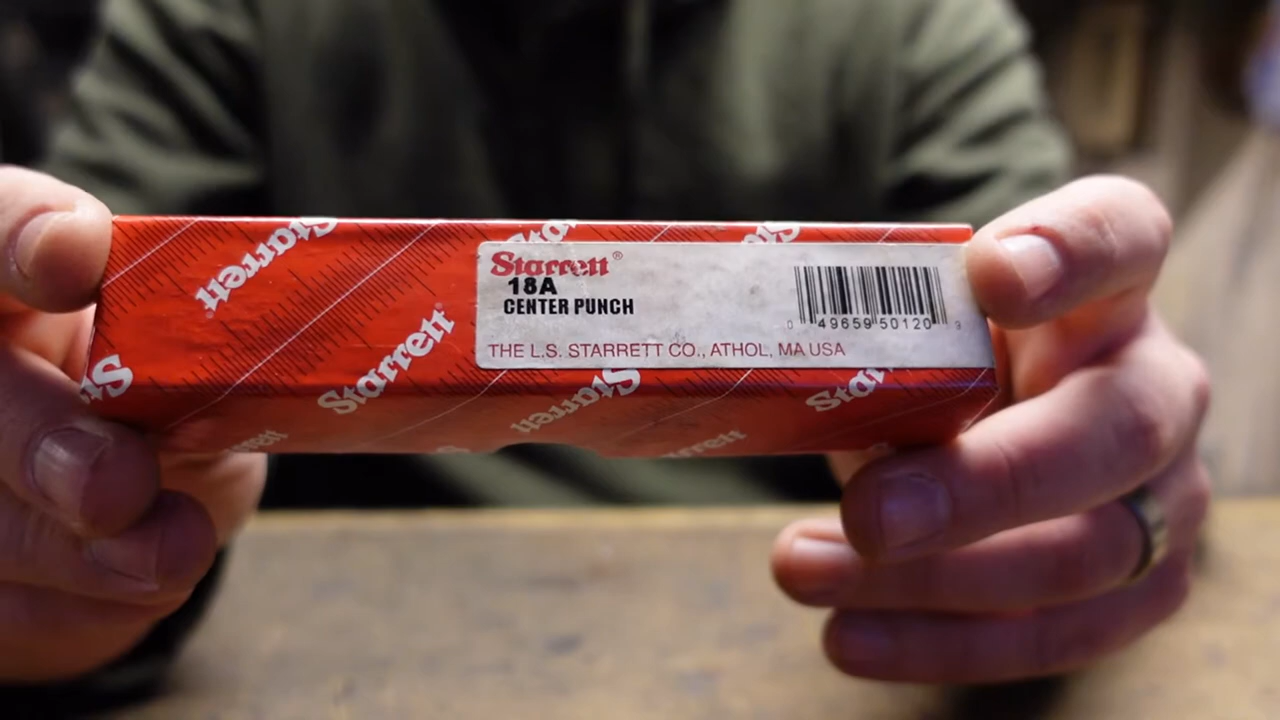 Starrett
Starrett
Starrett
Starrett®
18A
CENTER PUNCH
0 49659 50120 9
THE L.S. STARRETT CO., ATHOL, MA USA
Starrett